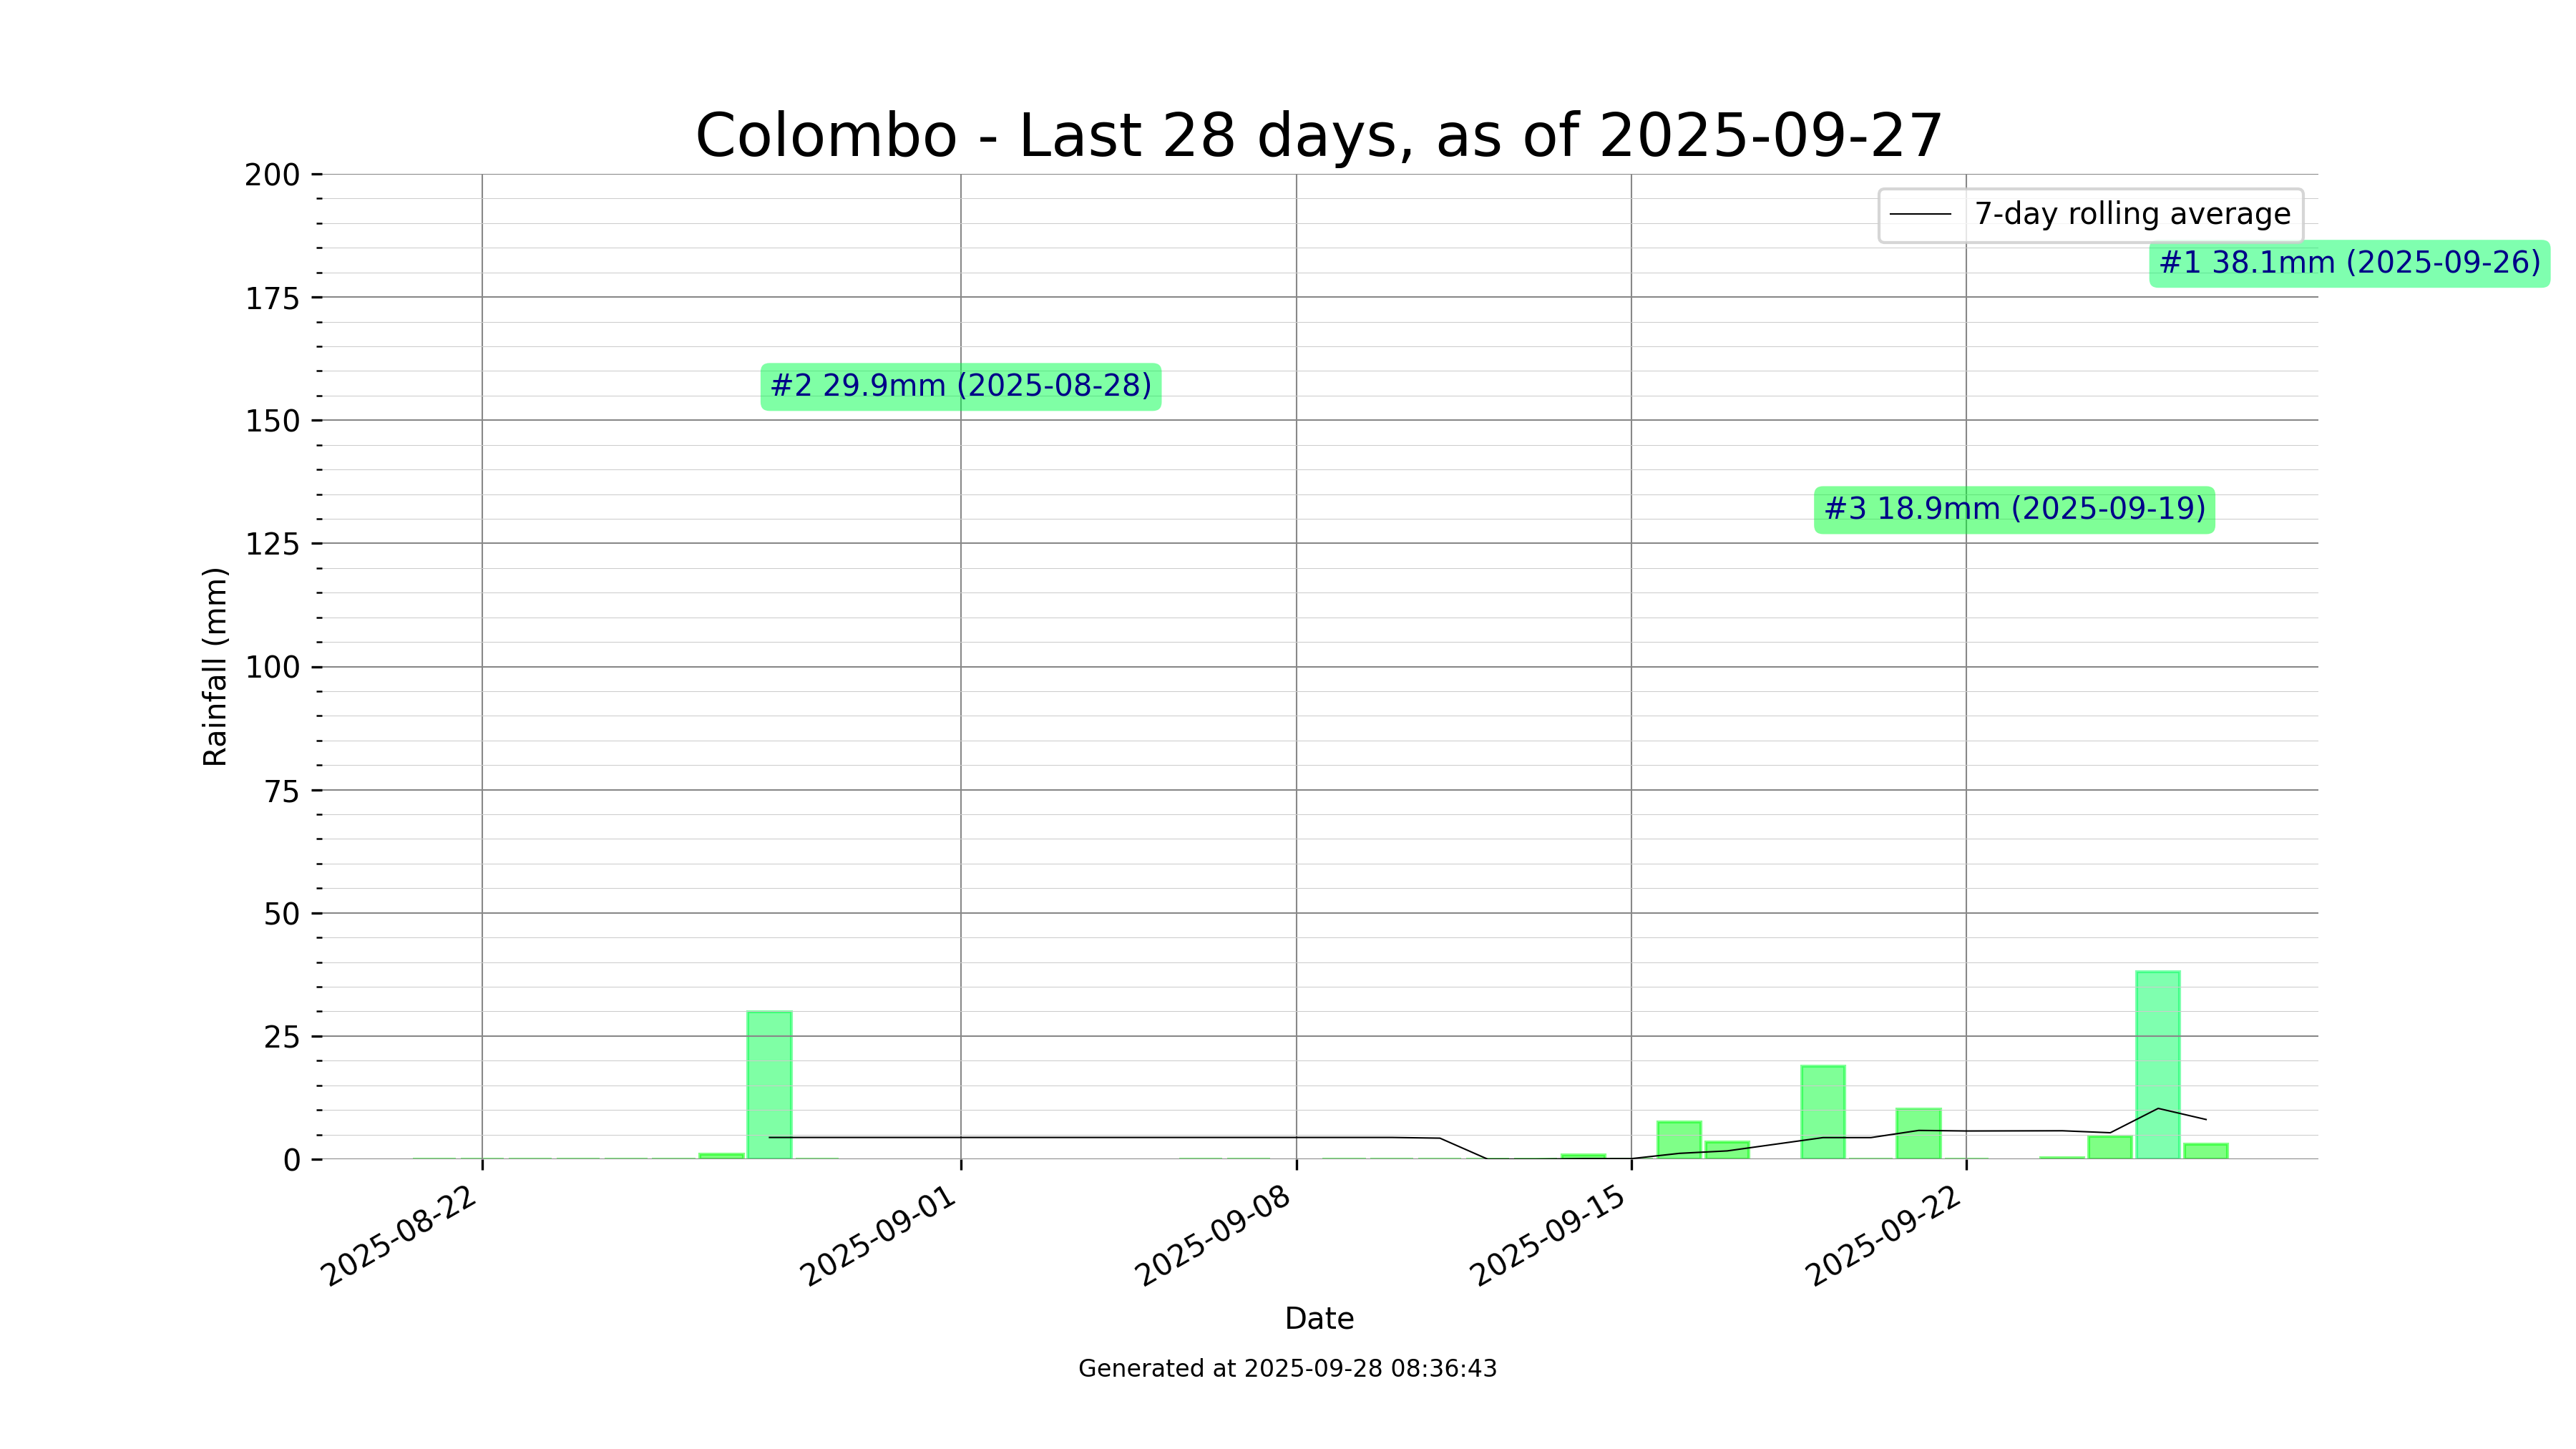 Colombo - Last 28 days, as of 2025-09-27
200
175
150
125
100
75
50
25
0
Rainfall (mm)
7-day rolling average
#1 38.1mm (2025-09-26)
#2 29.9mm (2025-08-28)
#3 18.9mm (2025-09-19)
2025-08-22
2025-09-01
2025-09-08
2025-09-15
2025-09-22
Date
Generated at 2025-09-28 08:36:43